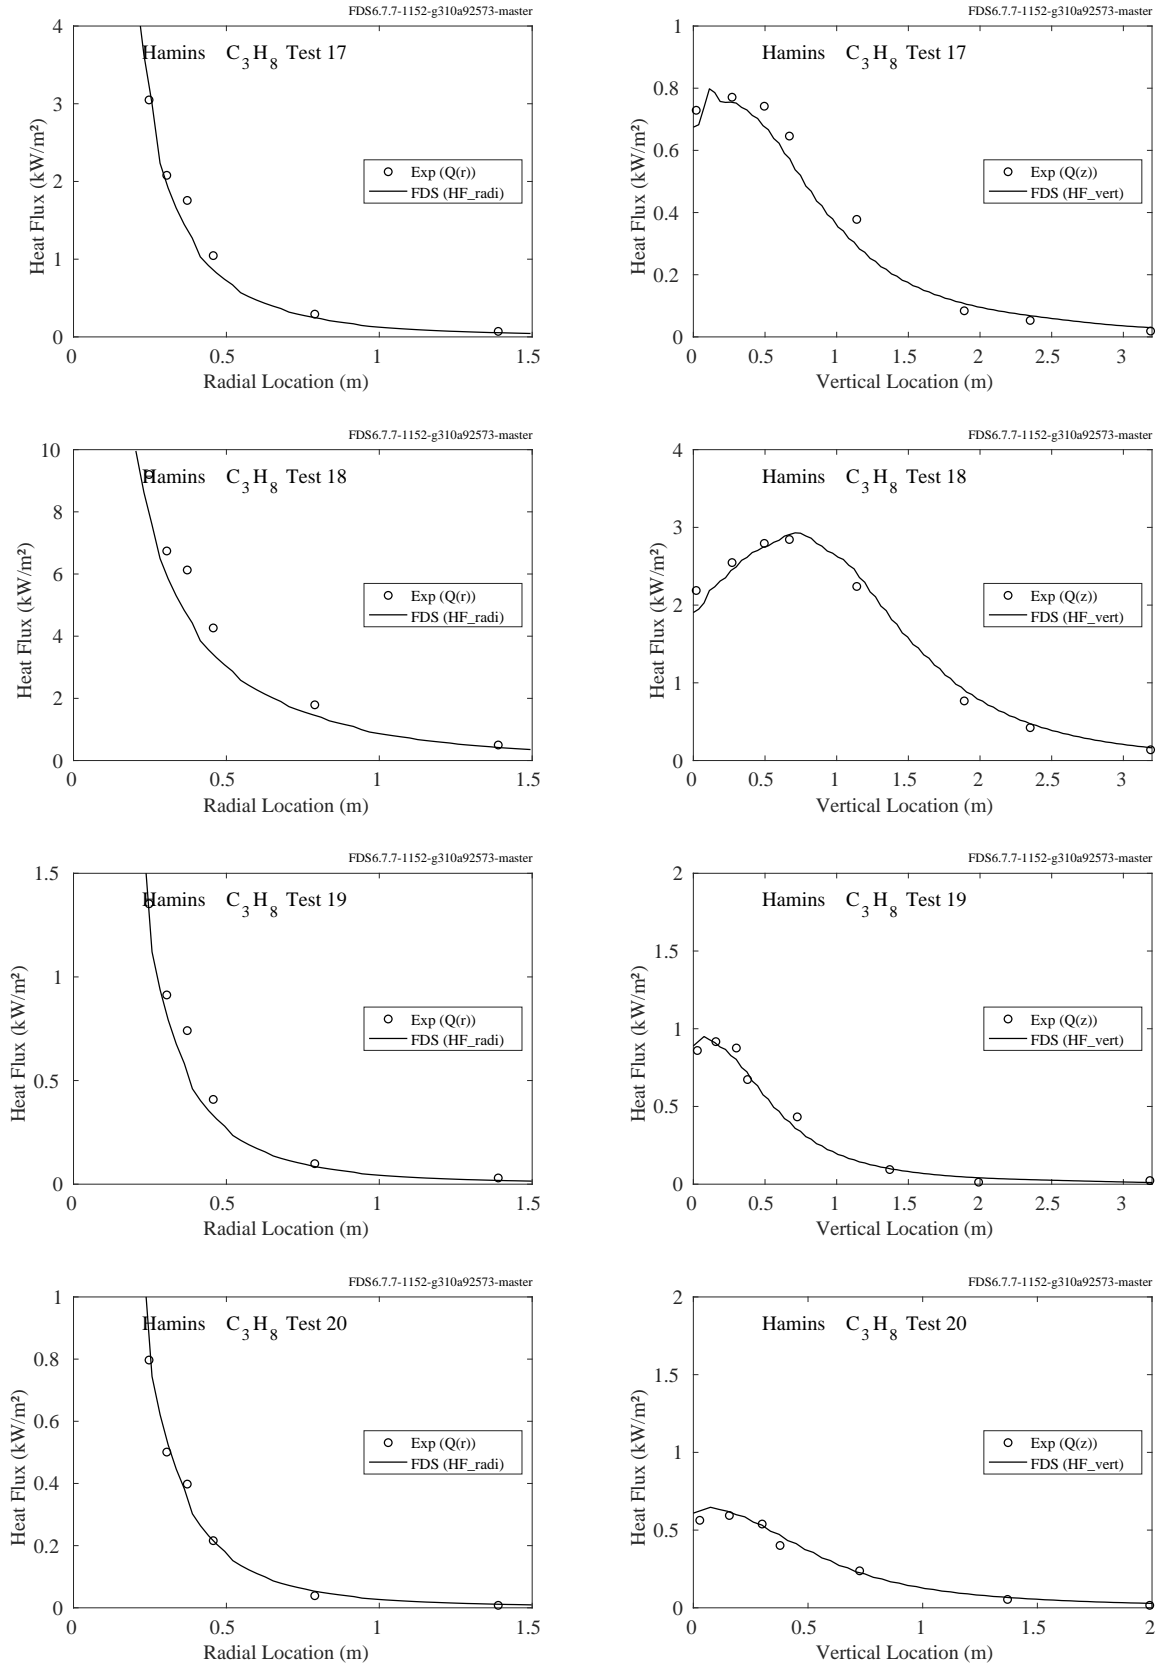 FDS6.7.7-1152-g310a92573-master
Hamins C3H8 Test 17
Heat Flux (kW/m²)
4
3
2
1
0
Exp (Q(r))
FDS (HF_radi)
0 0.5 1 1.5
Radial Location (m)
FDS6.7.7-1152-g310a92573-master
Hamins C3H8 Test 17
Heat Flux (kW/m²)
1
0.8
0.6
0.4
0.2
0
Exp (Q(z))
FDS (HF_vert)
0 0.5 1 1.5 2 2.5 3
Vertical Location (m)
FDS6.7.7-1152-g310a92573-master
Hamins C3H8 Test 18
Heat Flux (kW/m²)
10
8
6
4
2
0
Exp (Q(r))
FDS (HF_radi)
0 0.5 1 1.5
Radial Location (m)
FDS6.7.7-1152-g310a92573-master
Hamins C3H8 Test 18
Heat Flux (kW/m²)
4
3
2
1
0
Exp (Q(z))
FDS (HF_vert)
0 0.5 1 1.5 2 2.5 3
Vertical Location (m)
FDS6.7.7-1152-g310a92573-master
Hamins C3H8 Test 19
Heat Flux (kW/m²)
1.5
1
0.5
0
Exp (Q(r))
FDS (HF_radi)
0 0.5 1 1.5
Radial Location (m)
FDS6.7.7-1152-g310a92573-master
Hamins C3H8 Test 19
Heat Flux (kW/m²)
2
1.5
1
0.5
0
Exp (Q(z))
FDS (HF_vert)
0 0.5 1 1.5 2 2.5 3
Vertical Location (m)
FDS6.7.7-1152-g310a92573-master
Hamins C3H8 Test 20
Heat Flux (kW/m²)
1
0.8
0.6
0.4
0.2
0
Exp (Q(r))
FDS (HF_radi)
0 0.5 1 1.5
Radial Location (m)
FDS6.7.7-1152-g310a92573-master
Hamins C3H8 Test 20
Heat Flux (kW/m²)
2
1.5
1
0.5
0
Exp (Q(z))
FDS (HF_vert)
0 0.5 1 1.5 2
Vertical Location (m)